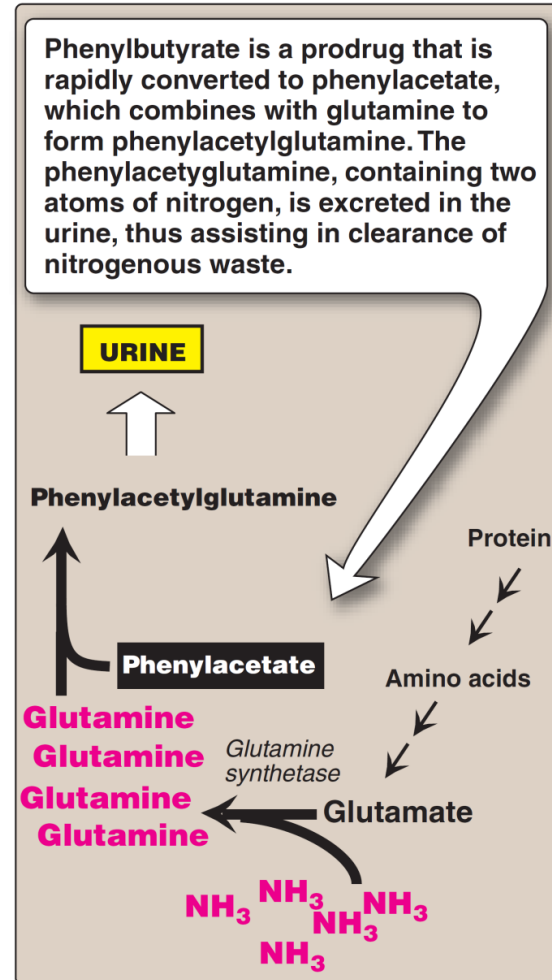 Phenylbutyrate is a prodrug that is
rapidly converted to phenylacetate,
which combines with glutamine to
form phenylacetylglutamine. The
phenylacetyglutamine, containing two
atoms of nitrogen, is excreted in the
urine, thus assisting in clearance of
nitrogenous waste.
URINE
Phenylacetylglutamine
Protein
Phenylacetate
Amino acids
Glutamine
Glutamine
Glutamine
Glutamine
Glutamine
synthetase
Glutamate
NH3
NH3
NH3
NH3
NH3